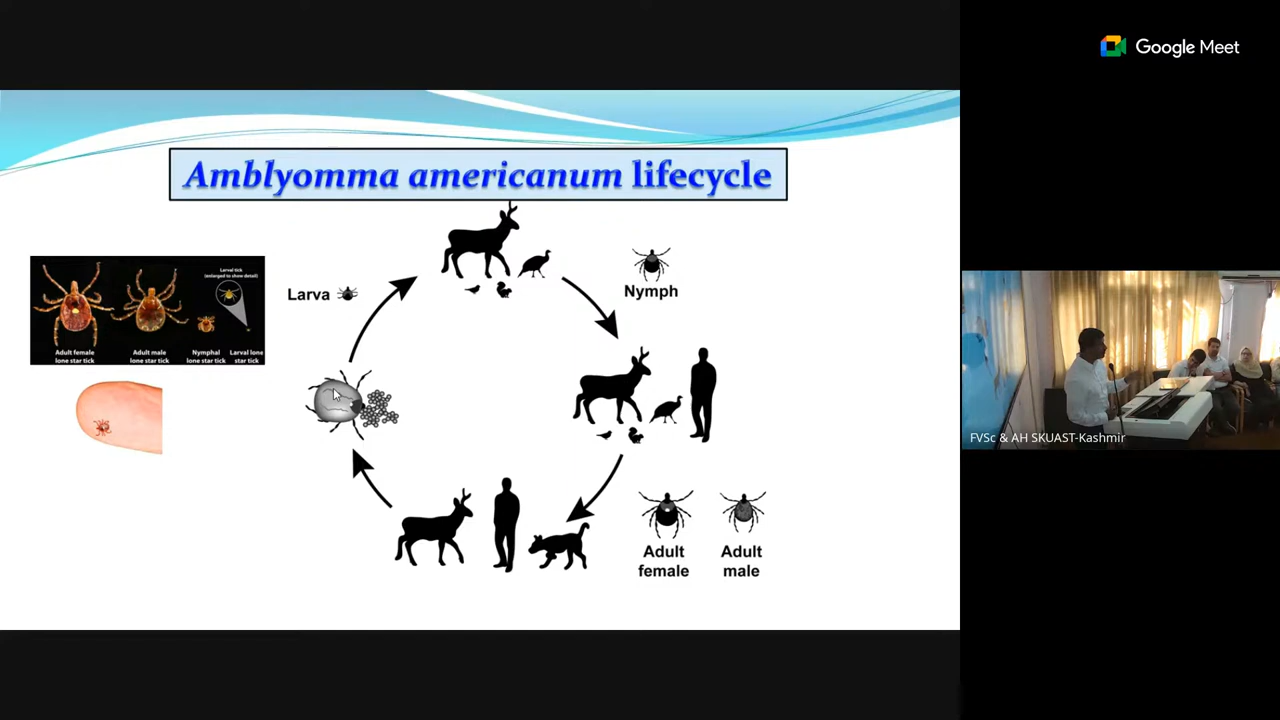 Google Meet
Amblyomma americanum lifecycle
Larval tick
(enlarged to show detail)
Adult female
lone star tick
Adult male
lone star tick
Nymphal
lone star tick
Larval lone
star tick
Larva
Nymph
Adult
female
Adult
male
FVSc & AH SKUAST-Kashmir